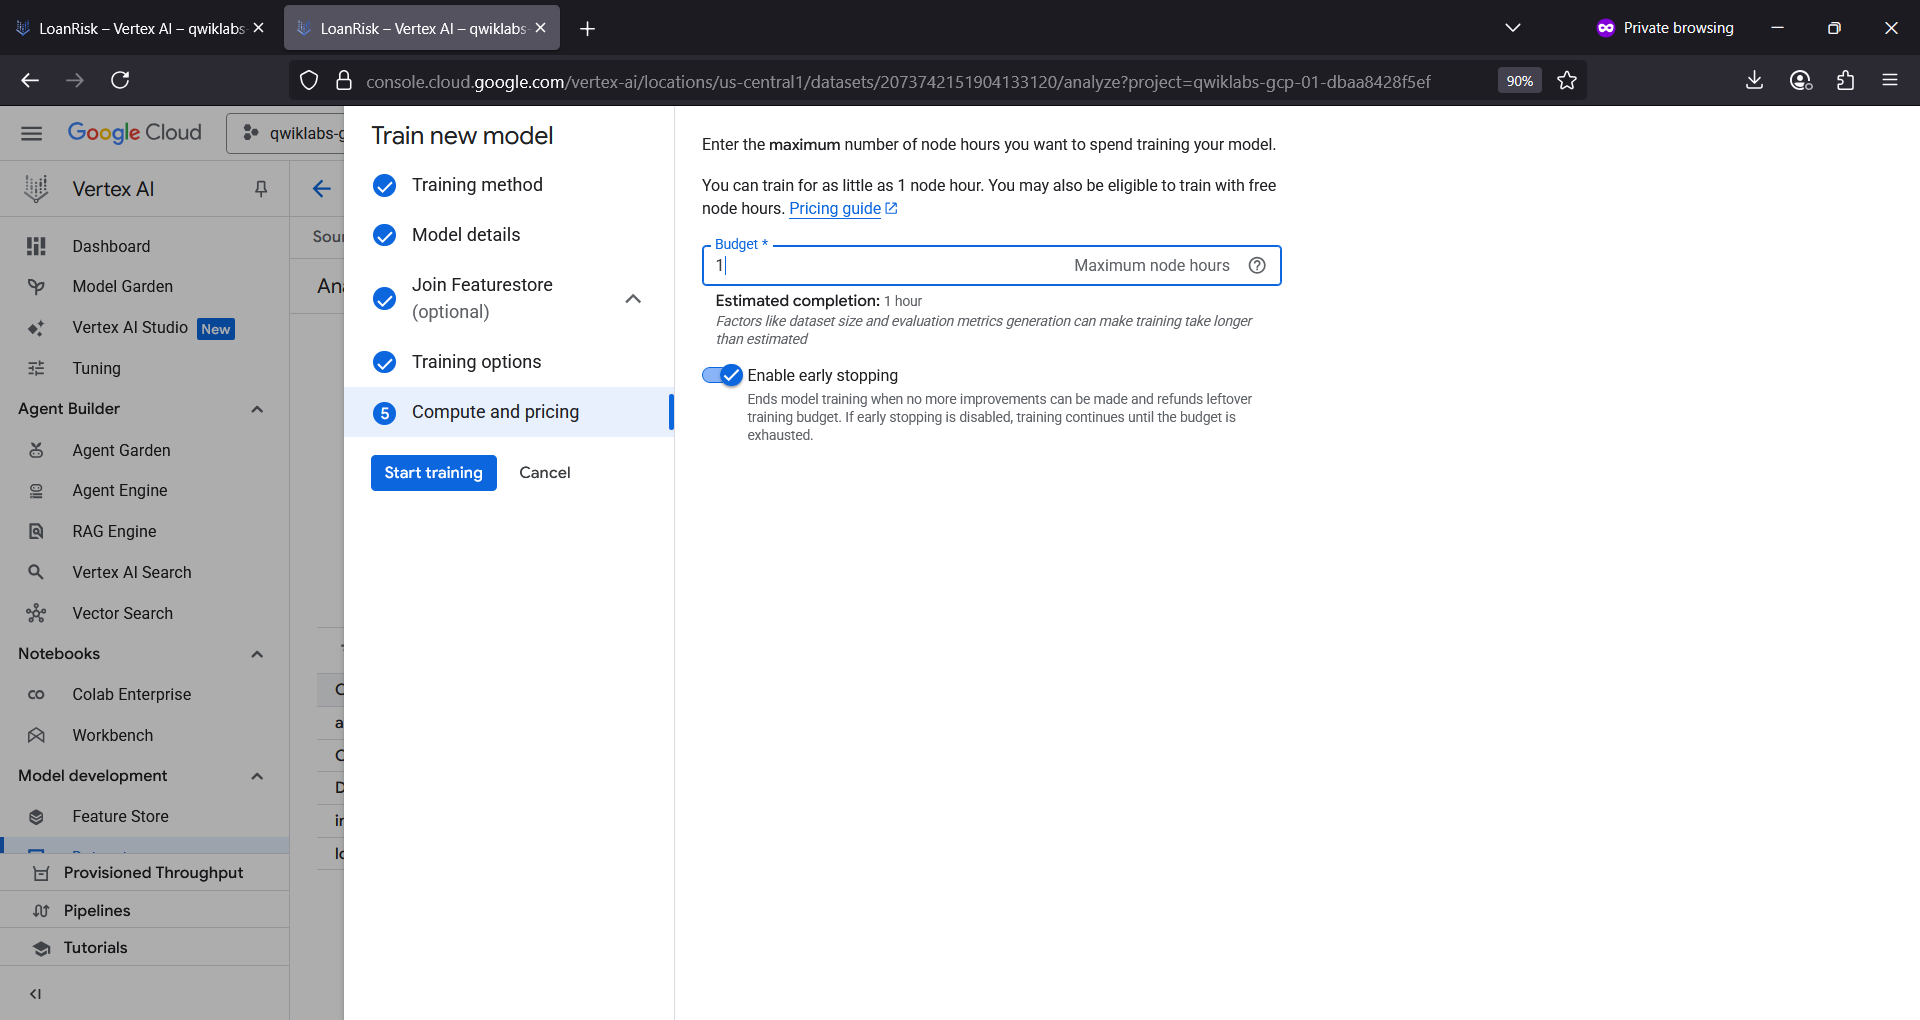 LoanRisk – Vertex AI – qwiklabs-
LoanRisk – Vertex AI – qwiklabs-
Private browsing
console.cloud.google.com/vertex-ai/locations/us-central1/datasets/2073742151904133120/analyze?project=qwiklabs-gcp-01-dbaa8428f5ef
90%
Google Cloud
qwiklabs-g
Vertex AI
Dashboard
Model Garden
Vertex AI Studio New
Tuning
Agent Builder
Agent Garden
Agent Engine
RAG Engine
Vertex AI Search
Vector Search
Notebooks
Colab Enterprise
Workbench
Model development
Feature Store
Provisioned Throughput
Pipelines
Tutorials
Sour
Ana
Train new model
Training method
Model details
Join Featurestore
(optional)
Training options
5 Compute and pricing
Start training
Cancel
Enter the maximum number of node hours you want to spend training your model.
You can train for as little as 1 node hour. You may also be eligible to train with free
node hours. Pricing guide
Budget *
1
Maximum node hours
Estimated completion: 1 hour
Factors like dataset size and evaluation metrics generation can make training take longer
than estimated
Enable early stopping
Ends model training when no more improvements can be made and refunds leftover
training budget. If early stopping is disabled, training continues until the budget is
exhausted.